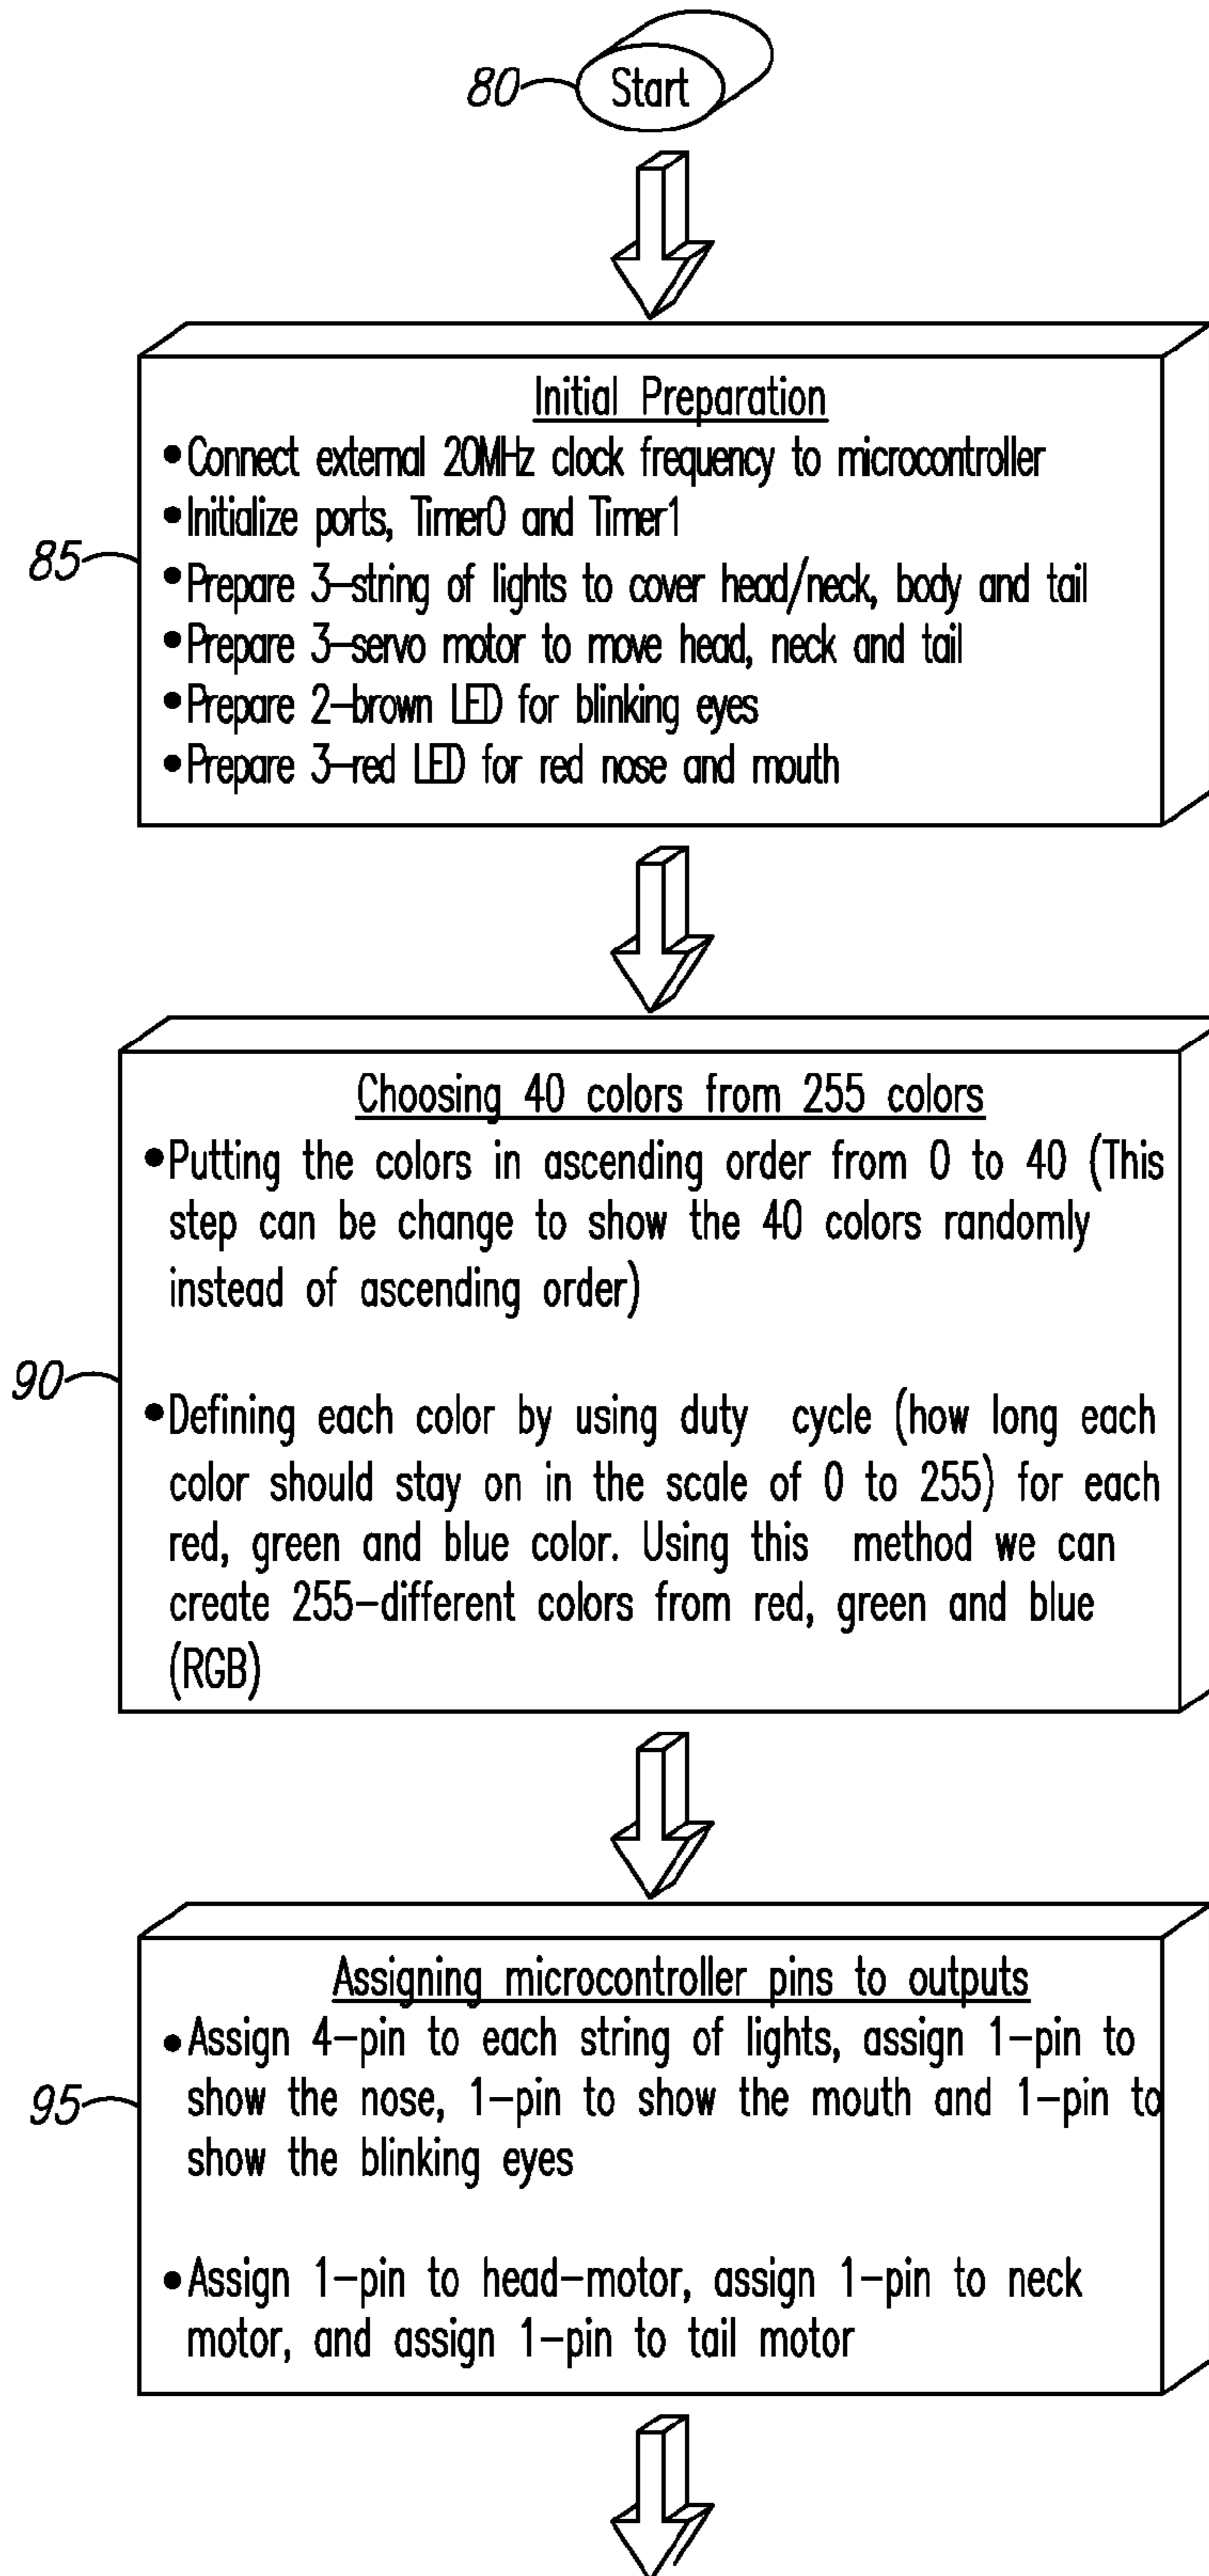 80 Start
Initial Preparation
•Connect external 20MHz clock frequency to microcontroller
•Initialize ports, Timer0 and Timer1
85
•Prepare 3-string of lights to cover head/neck, body and tail
•Prepare 3-servo motor to move head, neck and tail
•Prepare 2-brown LED for blinking eyes
•Prepare 3-red LED for red nose and mouth
Choosing 40 colors from 255 colors
•Putting the colors in ascending order from 0 to 40 (This
step can be change to show the 40 colors randomly
instead of ascending order)
90
•Defining each color by using duty cycle (how long each
color should stay on in the scale of 0 to 255) for each
red, green and blue color. Using this method we can
create 255-different colors from red, green and blue
(RGB)
Assigning microcontroller pins to outputs
•Assign 4-pin to each string of lights, assign 1-pin to
95
show the nose, 1-pin to show the mouth and 1-pin to
show the blinking eyes
•Assign 1-pin to head-motor, assign 1-pin to neck
motor, and assign 1-pin to tail motor